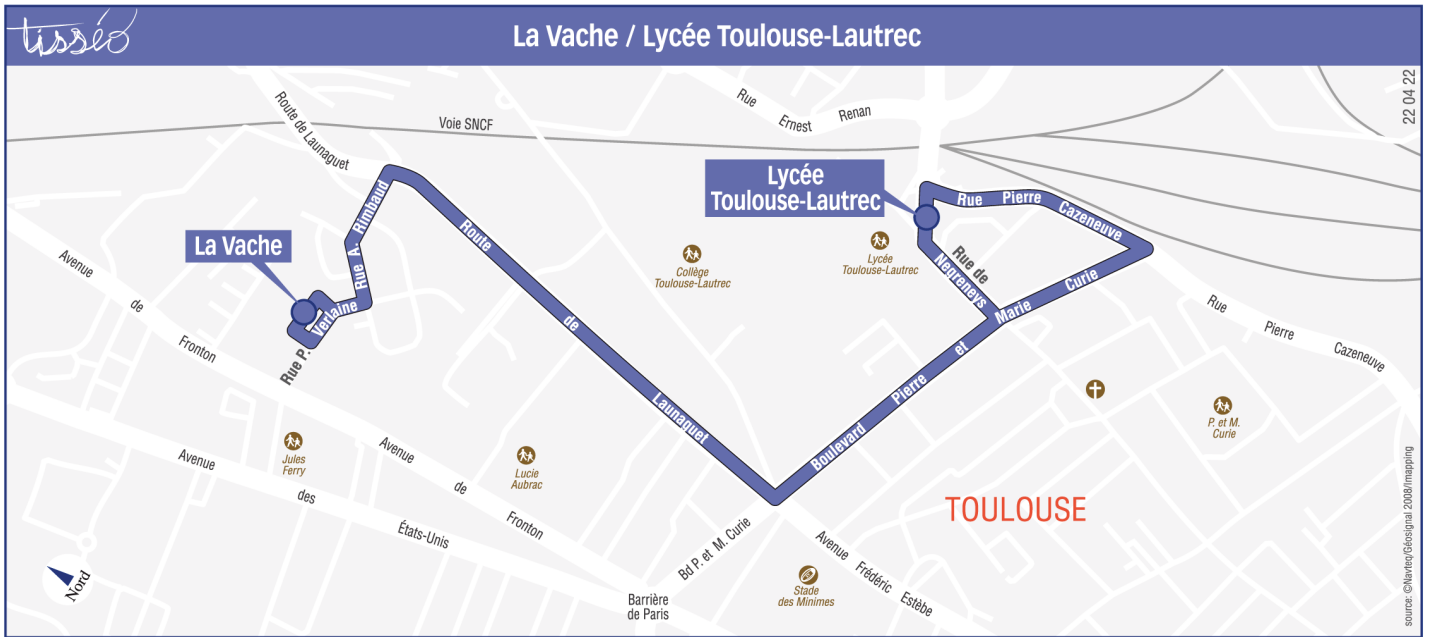 tisséo
La Vache / Lycée Toulouse-Lautrec
22 04 22
Route de Launaguet
Voie SNCF
Rue
Ernest
Renan
Lycée
Toulouse-Lautrec
Rue Pierre Cazeneuve
La Vache
Rue A. Rimbaud
Verlaine
Rue P.
Route
de
Launaguet
Collège
Toulouse-Lautrec
Lycée
Toulouse-Lautrec
Rue de
Negreneys
Boulevard Pierre et Marie Curie
Rue
Pierre
Cazeneuve
Avenue
de
Fronton
Avenue
de
Fronton
Avenue
des
États-Unis
Jules
Ferry
Lucie
Aubrac
P. et M.
Curie
TOULOUSE
Bd P. et M. Curie
Avenue
Frédéric
Estèbe
Stade
des Minimes
Barrière
de Paris
Nord
source: ©Navteq/Géosignal 2008/Imapping